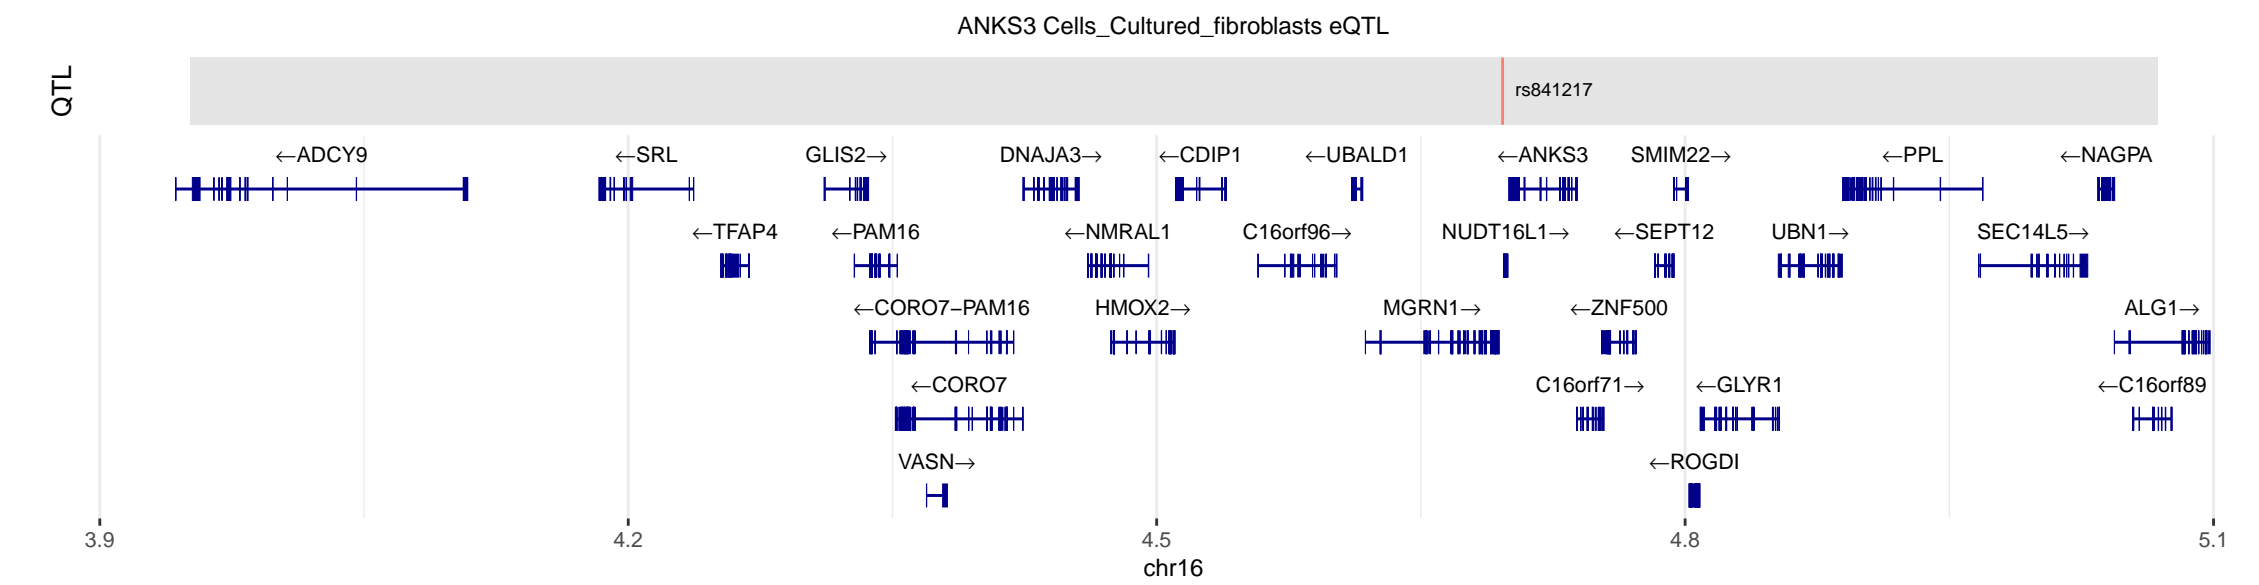 ANKS3 Cells_Cultured_fibroblasts eQTL
QTL
rs841217
←ADCY9 ←SRL GLIS2→ DNAJA3→ ←CDIP1 ←UBALD1 ←ANKS3 SMIM22→ ←PPL ←NAGPA
←TFAP4 ←PAM16 ←NMRAL1 C16orf96→ NUDT16L1→ ←SEPT12 UBN1→ SEC14L5→
←CORO7−PAM16 HMOX2→ MGRN1→ ←ZNF500 ALG1→
←CORO7 C16orf71→ ←GLYR1 ←C16orf89
VASN→ ←ROGDI
3.9 4.2 4.5 4.8 5.1
chr16